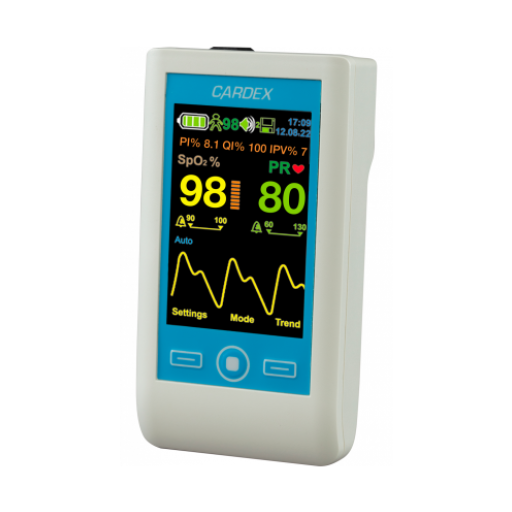 CARDEX
98 2 17:09
12.08.22
PI% 8.1 QI% 100 IPV% 7
SpO2 % PR
98 80
90 100 60 130
Auto
Settings Mode Trend